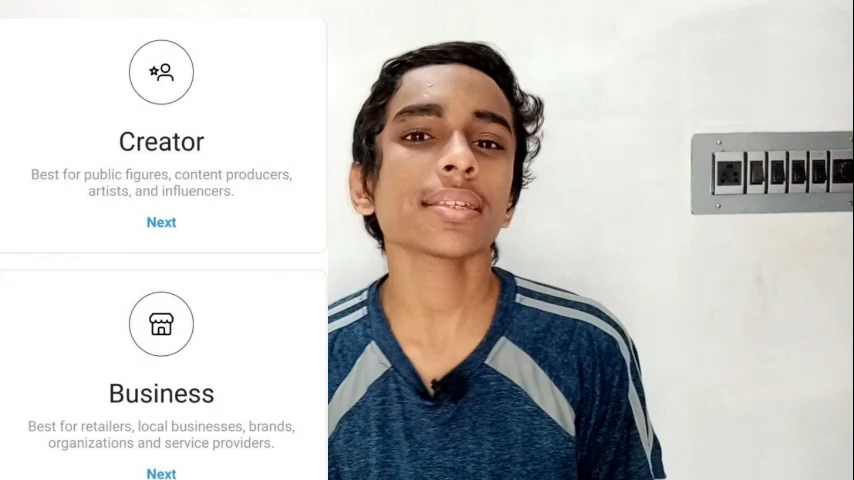 Creator
Best for public figures, content producers,
artists, and influencers.
Next
Business
Best for retailers, local businesses, brands,
organizations and service providers.
Next